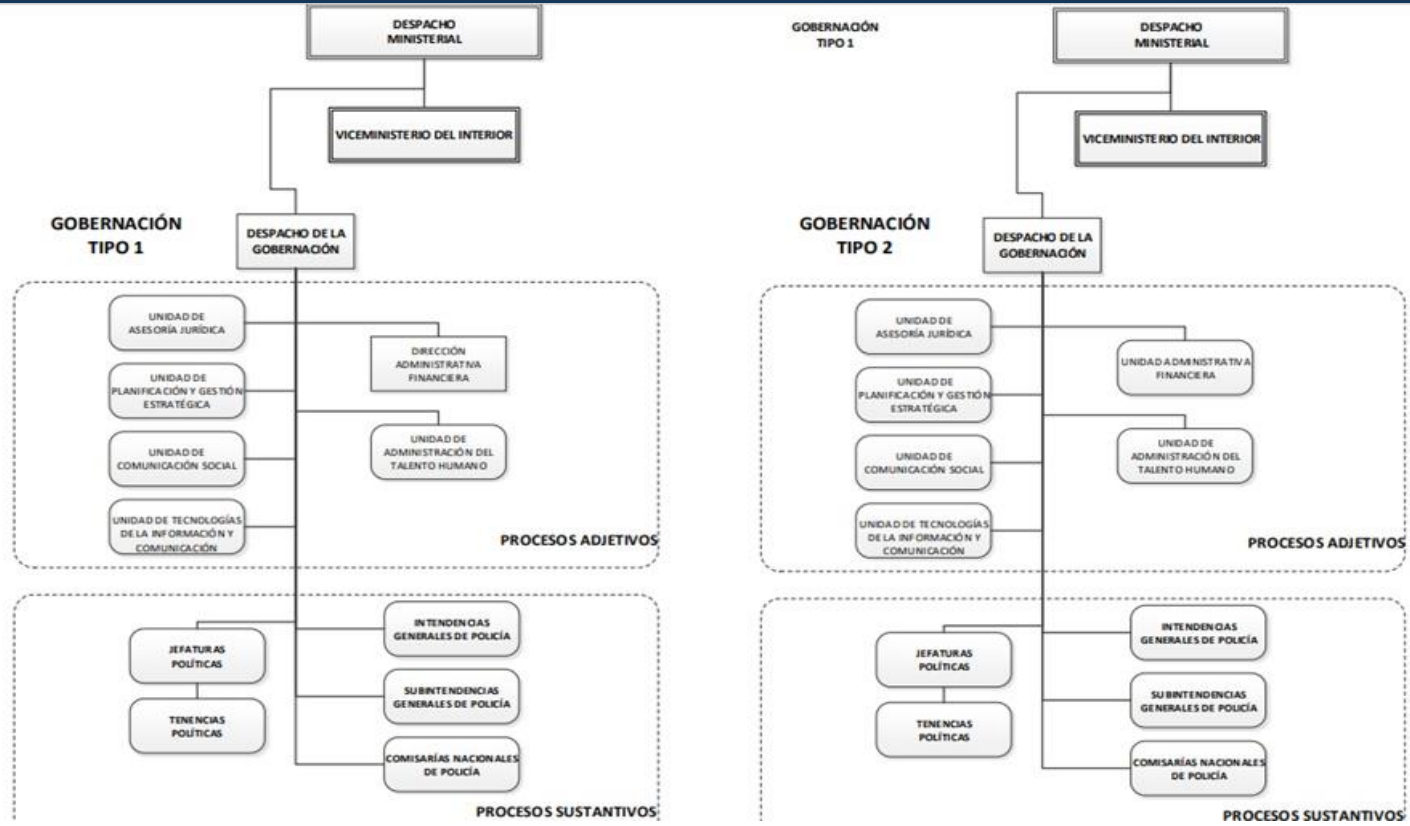 DESPACHO
MINISTERIAL
VICEMINISTERIO DEL INTERIOR
GOBERNACIÓN
TIPO 1
DESPACHO DE LA
GOBERNACIÓN
UNIDAD DE
ASESORÍA JURÍDICA
DIRECCIÓN
ADMINISTRATIVA
FINANCIERA
UNIDAD DE
PLANIFICACIÓN Y GESTIÓN
ESTRATÉGICA
UNIDAD DE
ADMINISTRACIÓN DEL
TALENTO HUMANO
UNIDAD DE
COMUNICACIÓN SOCIAL
UNIDAD DE TECNOLOGÍAS
DE LA INFORMACIÓN Y
COMUNICACIÓN
PROCESOS ADJETIVOS
JEFATURAS
POLÍTICAS
TENENCIAS
POLÍTICAS
INTENDENCIAS
GENERALES DE POLICÍA
SUBINTENDENCIAS
GENERALES DE POLICÍA
COMISARÍAS NACIONALES
DE POLICÍA
PROCESOS SUSTANTIVOS
GOBERNACIÓN
TIPO 1
DESPACHO
MINISTERIAL
VICEMINISTERIO DEL INTERIOR
GOBERNACIÓN
TIPO 2
DESPACHO DE LA
GOBERNACIÓN
UNIDAD DE
ASESORÍA JURÍDICA
UNIDAD ADMINISTRATIVA
FINANCIERA
UNIDAD DE
PLANIFICACIÓN Y GESTIÓN
ESTRATÉGICA
UNIDAD DE
ADMINISTRACIÓN DEL
TALENTO HUMANO
UNIDAD DE
COMUNICACIÓN SOCIAL
UNIDAD DE TECNOLOGÍAS
DE LA INFORMACIÓN Y
COMUNICACIÓN
PROCESOS ADJETIVOS
JEFATURAS
POLÍTICAS
TENENCIAS
POLÍTICAS
INTENDENCIAS
GENERALES DE POLICÍA
SUBINTENDENCIAS
GENERALES DE POLICÍA
COMISARÍAS NACIONALES
DE POLICÍA
PROCESOS SUSTANTIVOS